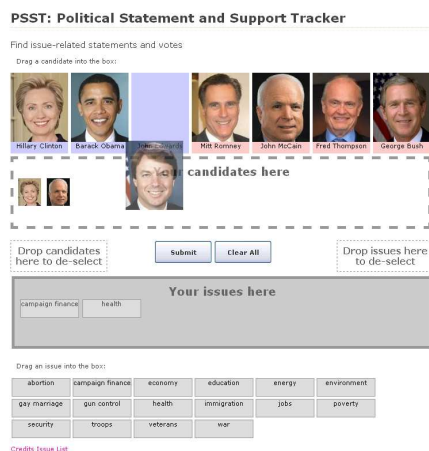 PSST: Political Statement and Support Tracker
Find issue-related statements and votes
Drag a candidate into the box:
Hillary Clinton Barack Obama John Edwards Mitt Romney John McCain Fred Thompson George Bush
Your candidates here
Drop candidates here to de-select
Submit Clear All
Drop issues here to de-select
Your issues here
campaign finance health
Drag an issue into the box:
abortion campaign finance economy education energy environment
gay marriage gun control health immigration jobs poverty
security troops veterans war
Credits Issue List